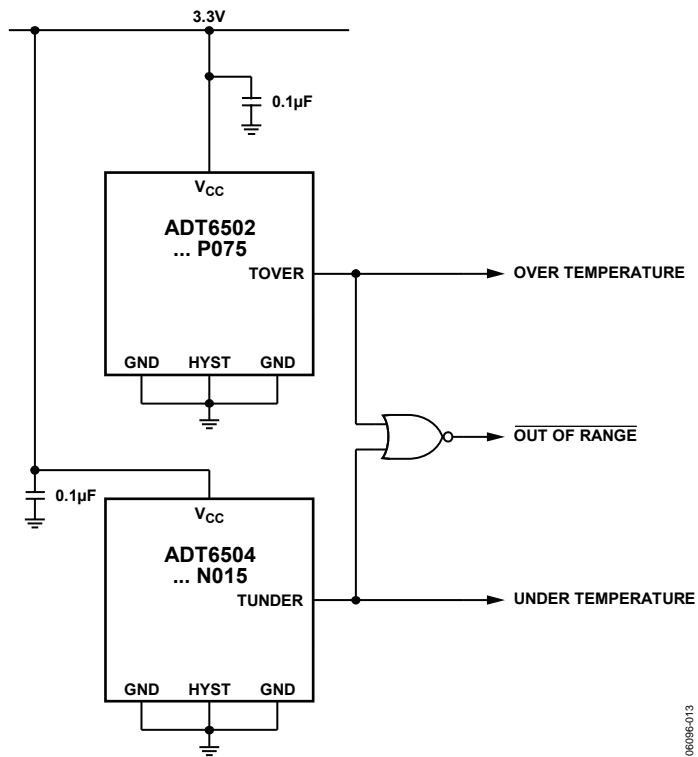 3.3V
0.1µF
VCC
ADT6502
... P075
TOVER
OVER TEMPERATURE
GND HYST GND
OUT OF RANGE
0.1µF
VCC
ADT6504
... N015
TUNDER
UNDER TEMPERATURE
GND HYST GND
06096-013